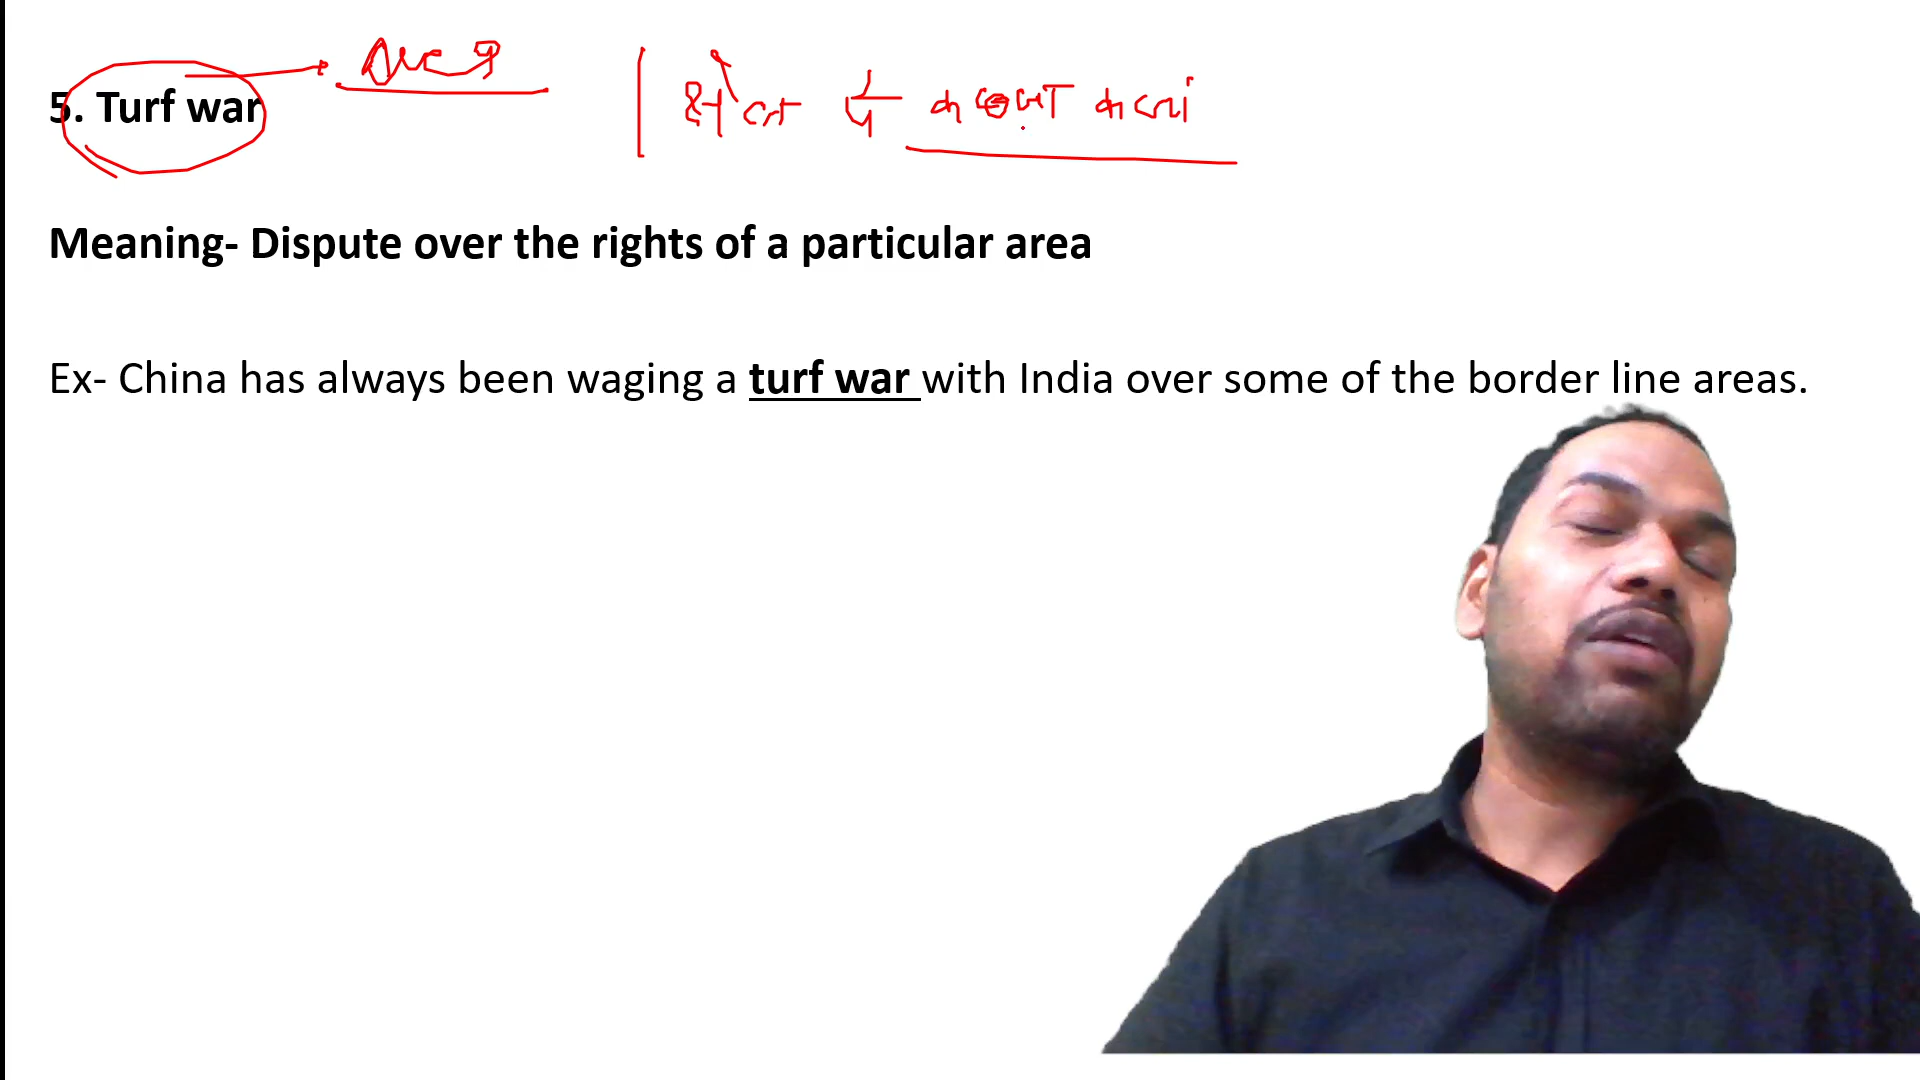 5. Turf war
Meaning- Dispute over the rights of a particular area
Ex- China has always been waging a turf war with India over some of the border line areas.